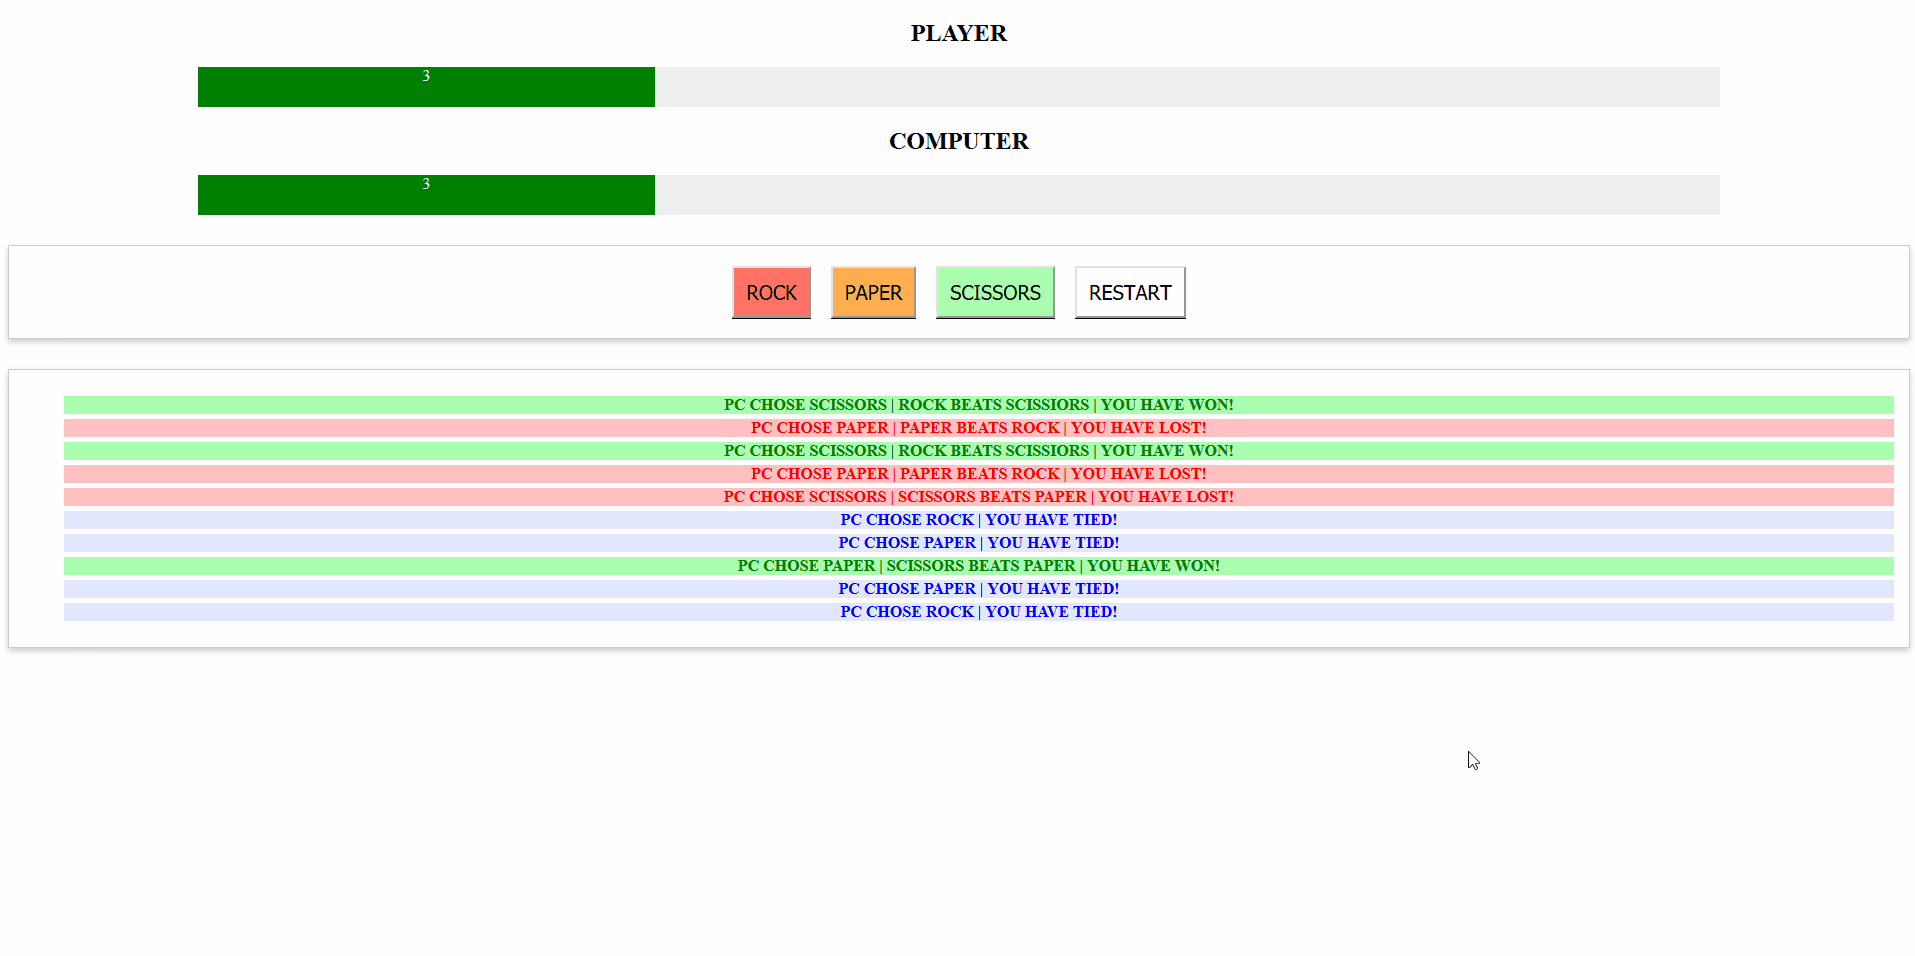 PLAYER
3
COMPUTER
3
ROCK PAPER SCISSORS RESTART
PC CHOSE SCISSORS | ROCK BEATS SCISSIORS | YOU HAVE WON!
PC CHOSE PAPER | PAPER BEATS ROCK | YOU HAVE LOST!
PC CHOSE SCISSORS | ROCK BEATS SCISSIORS | YOU HAVE WON!
PC CHOSE PAPER | PAPER BEATS ROCK | YOU HAVE LOST!
PC CHOSE SCISSORS | SCISSORS BEATS PAPER | YOU HAVE LOST!
PC CHOSE ROCK | YOU HAVE TIED!
PC CHOSE PAPER | YOU HAVE TIED!
PC CHOSE PAPER | SCISSORS BEATS PAPER | YOU HAVE WON!
PC CHOSE PAPER | YOU HAVE TIED!
PC CHOSE ROCK | YOU HAVE TIED!